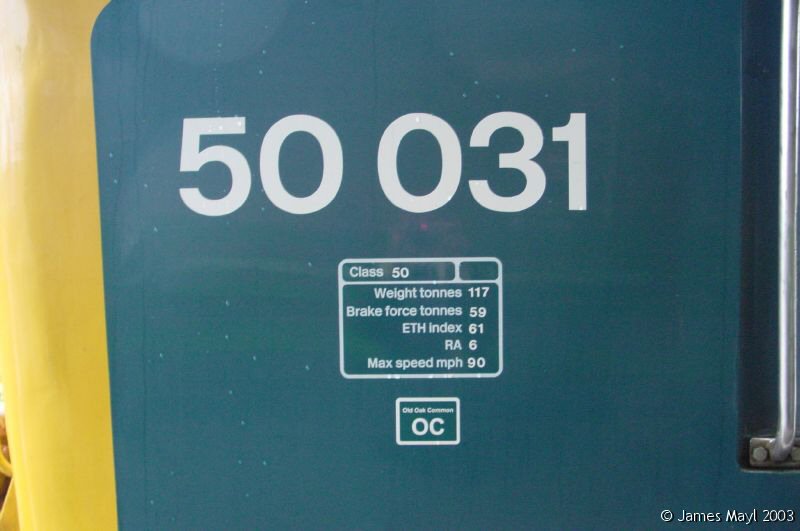 50 031
Class 50
Weight tonnes 117
Brake force tonnes 59
ETH index 61
RA 6
Max speed mph 90
Old Oak Common
OC
© James Mayl 2003